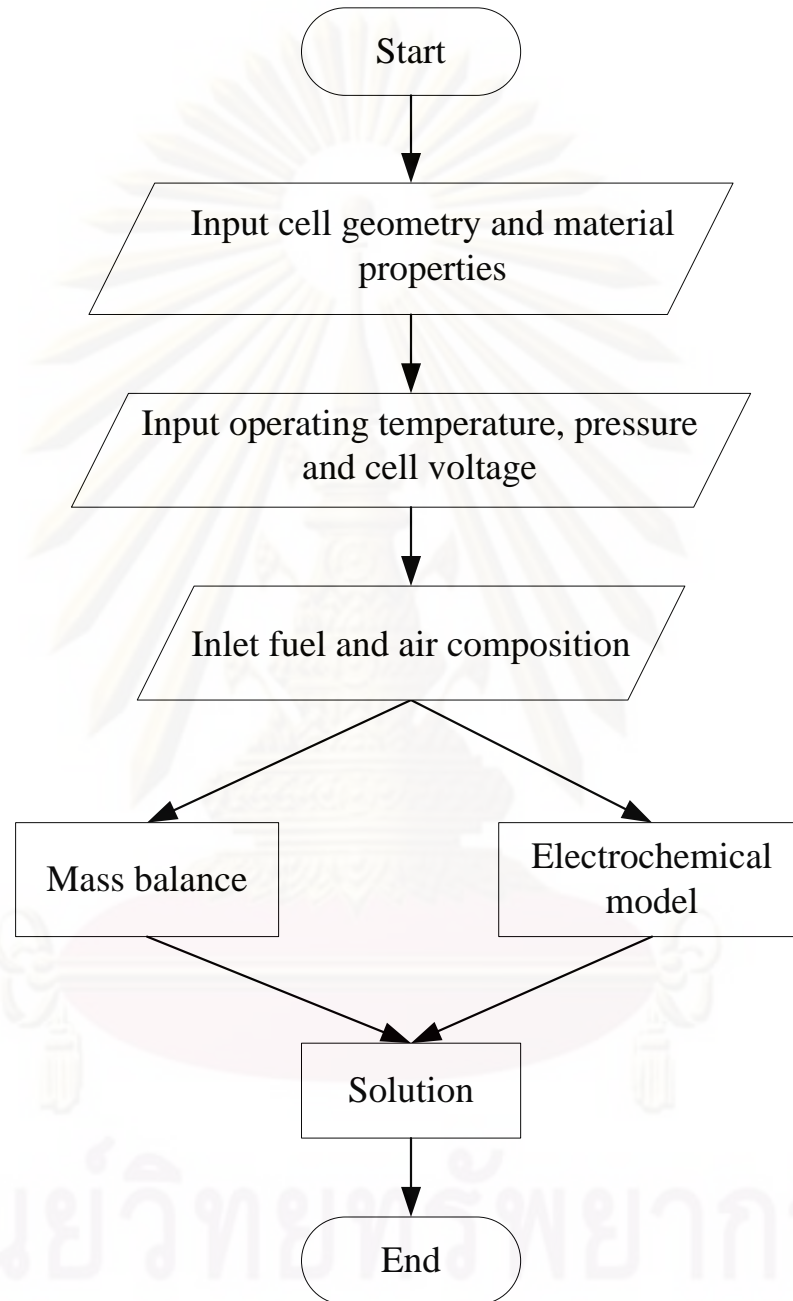 Start
Input cell geometry and material
properties
Input operating temperature, pressure
and cell voltage
Inlet fuel and air composition
Mass balance
Electrochemical
model
Solution
End